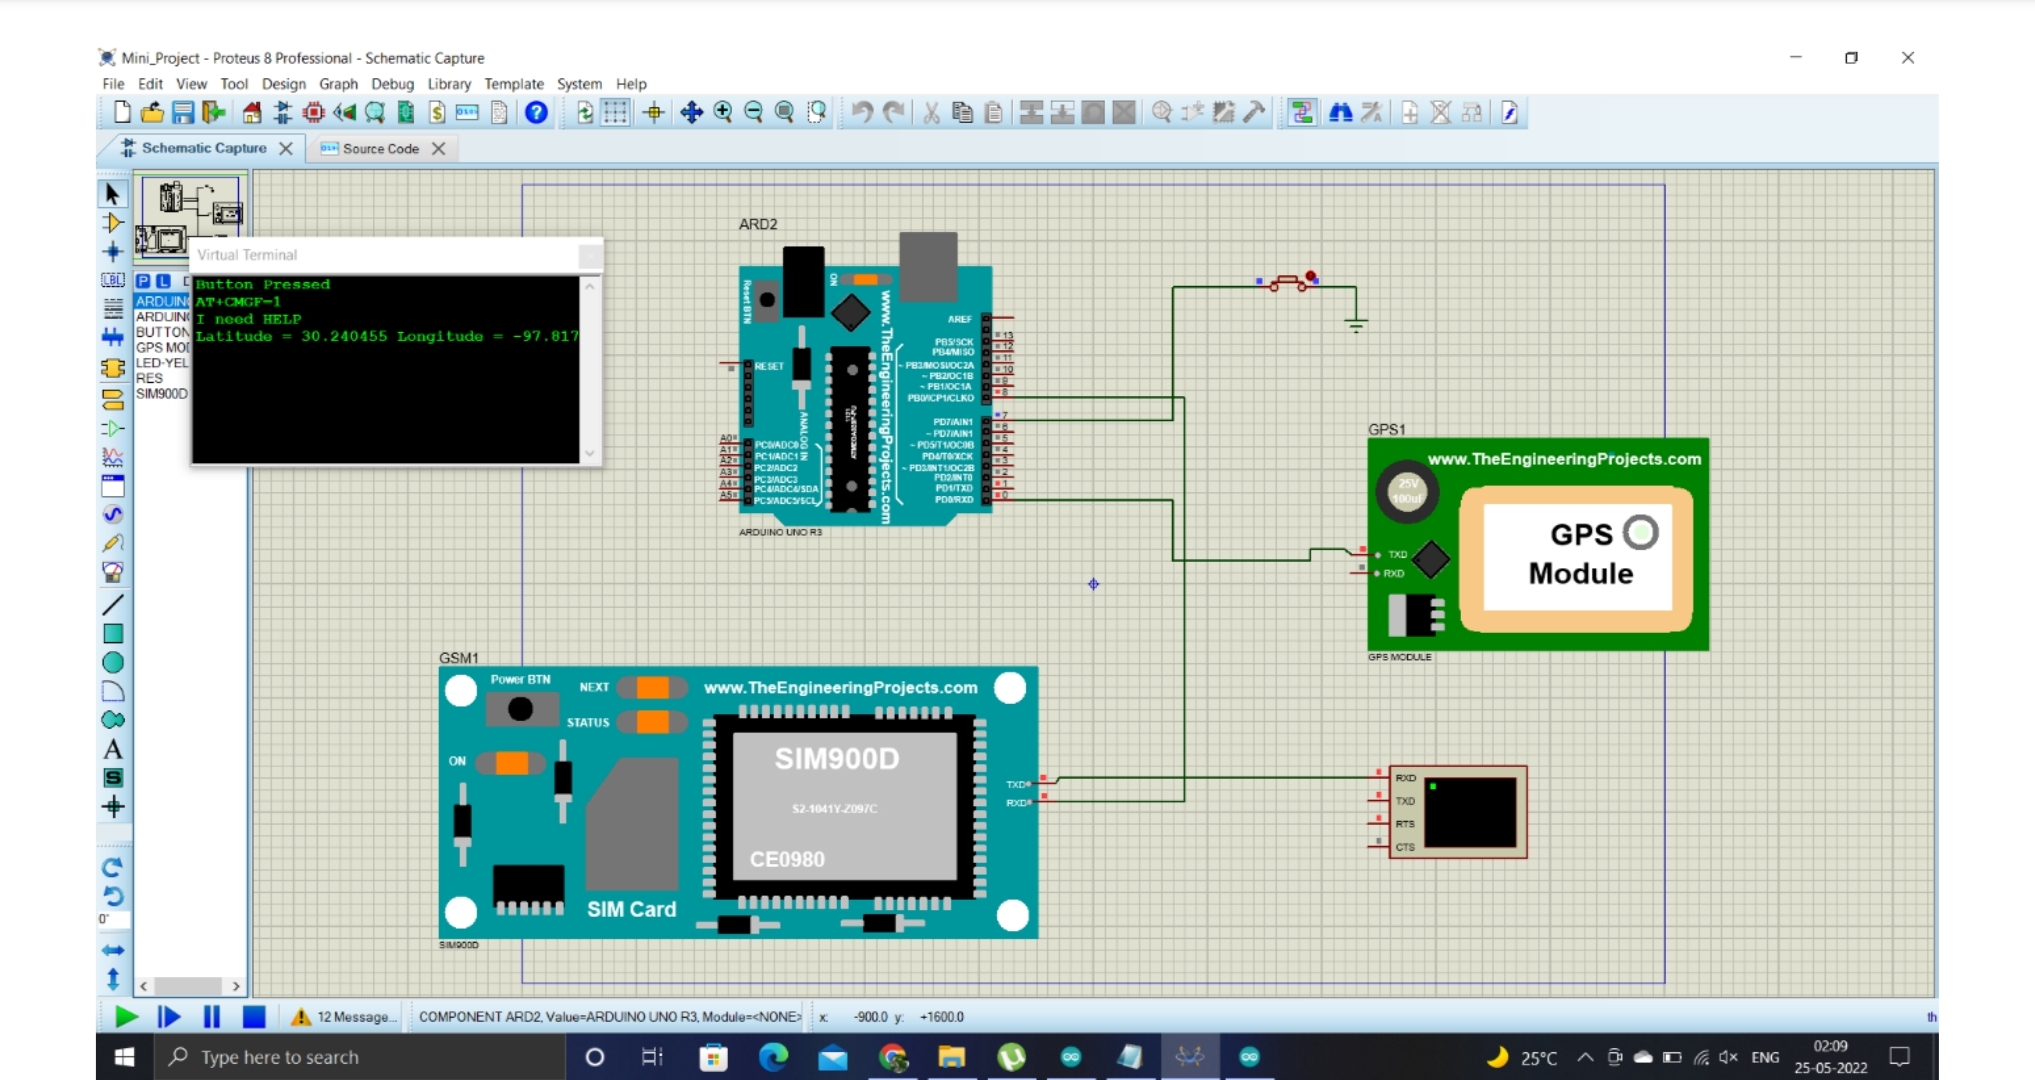 Mini_Project - Proteus 8 Professional - Schematic Capture
File Edit View Tool Design Graph Debug Library Template System Help
Schematic Capture
Source Code
Virtual Terminal
Button Pressed
AT+CMGF=1
I need HELP
Latitude = 30.240455 Longitude = -97.817
P L
ARDUIN
ARDUIN
BUTTON
GPS MO
LED-YEL
RES
SIM900D
LBL
A
S
0°
ARD2
Reset BTN
ON
www.TheEngineeringProjects.com
AREF
RESET
PB5/SCK
PB4/MISO
~ PB3/MOSI/OC2A
~ PB2/OC1B
~ PB1/OC1A
PB0/ICP1/CLKO
PD7/AIN1
~ PD7/AIN1
~ PD5/T1/OC0B
PD4/T0/XCK
~ PD3/INT1/OC2B
PD2/INT0
PD1/TXD
PD0/RXD
13
12
11
10
9
8
7
6
5
4
3
2
1
0
ANALOG IN
A0
A1
A2
A3
A4
A5
PC0/ADC0
PC1/ADC1
PC2/ADC2
PC3/ADC3
PC4/ADC4/SDA
PC5/ADC5/SCL
ARDUINO UNO R3
GPS1
www.TheEngineeringProjects.com
25V
100uF
TXD
RXD
GPS
Module
GPS MODULE
GSM1
Power BTN
NEXT
www.TheEngineeringProjects.com
STATUS
ON
SIM900D
S2-1041Y-Z097C
CE0980
SIM Card
TXD
RXD
SIM900D
RXD
TXD
RTS
CTS
12 Message...
COMPONENT ARD2, Value=ARDUINO UNO R3, Module=<NONE>
x: -900.0 y: +1600.0
th
Type here to search
25°C
ENG
02:09
25-05-2022